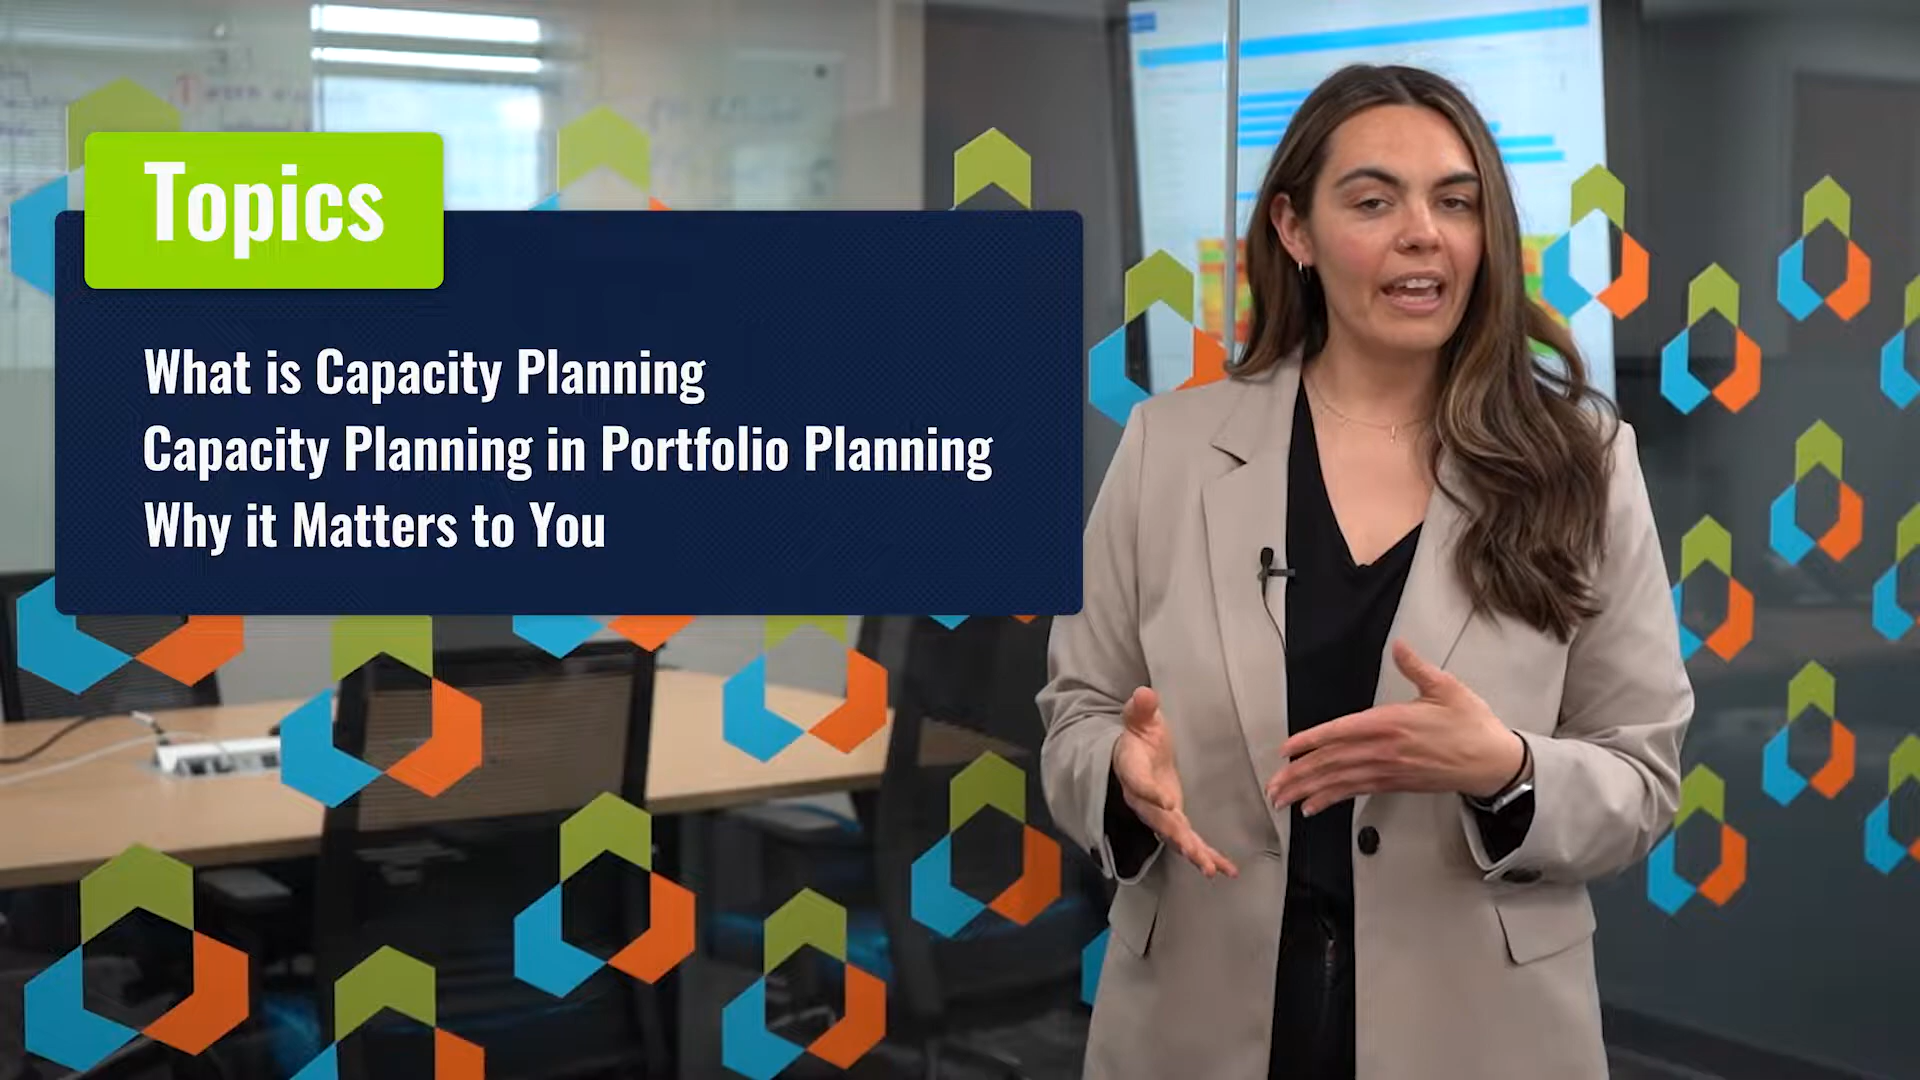 Topics
What is Capacity Planning
Capacity Planning in Portfolio Planning
Why it Matters to You